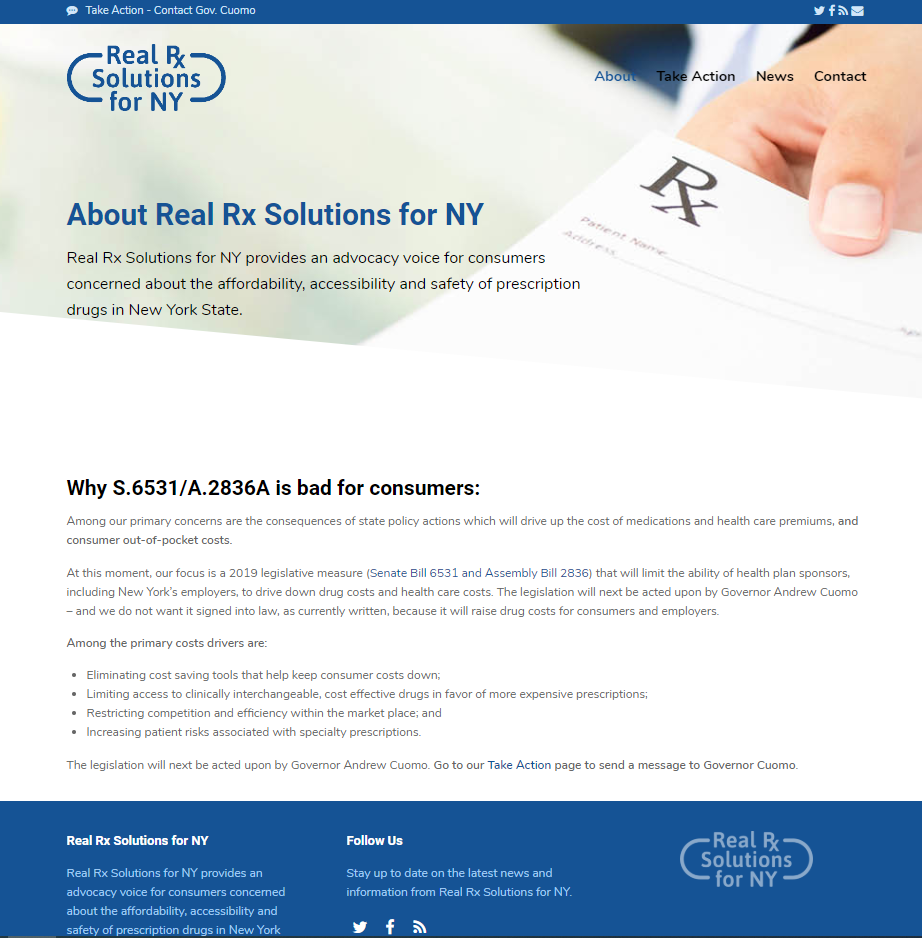 Take Action - Contact Gov. Cuomo
Real Rx
Solutions
for NY
About Take Action News Contact
Rx
Patient Name
Address
About Real Rx Solutions for NY
Real Rx Solutions for NY provides an advocacy voice for consumers
concerned about the affordability, accessibility and safety of prescription
drugs in New York State.
Why S.6531/A.2836A is bad for consumers:
Among our primary concerns are the consequences of state policy actions which will drive up the cost of medications and health care premiums, and
consumer out-of-pocket costs.
At this moment, our focus is a 2019 legislative measure (Senate Bill 6531 and Assembly Bill 2836) that will limit the ability of health plan sponsors,
including New York's employers, to drive down drug costs and health care costs. The legislation will next be acted upon by Governor Andrew Cuomo
– and we do not want it signed into law, as currently written, because it will raise drug costs for consumers and employers.
Among the primary costs drivers are:
• Eliminating cost saving tools that help keep consumer costs down;
• Limiting access to clinically interchangeable, cost effective drugs in favor of more expensive prescriptions;
• Restricting competition and efficiency within the market place; and
• Increasing patient risks associated with specialty prescriptions.
The legislation will next be acted upon by Governor Andrew Cuomo. Go to our Take Action page to send a message to Governor Cuomo.
Real Rx Solutions for NY
Real Rx Solutions for NY provides an
advocacy voice for consumers concerned
about the affordability, accessibility and
safety of prescription drugs in New York
Follow Us
Stay up to date on the latest news and
information from Real Rx Solutions for NY.
Real Rx
Solutions
for NY